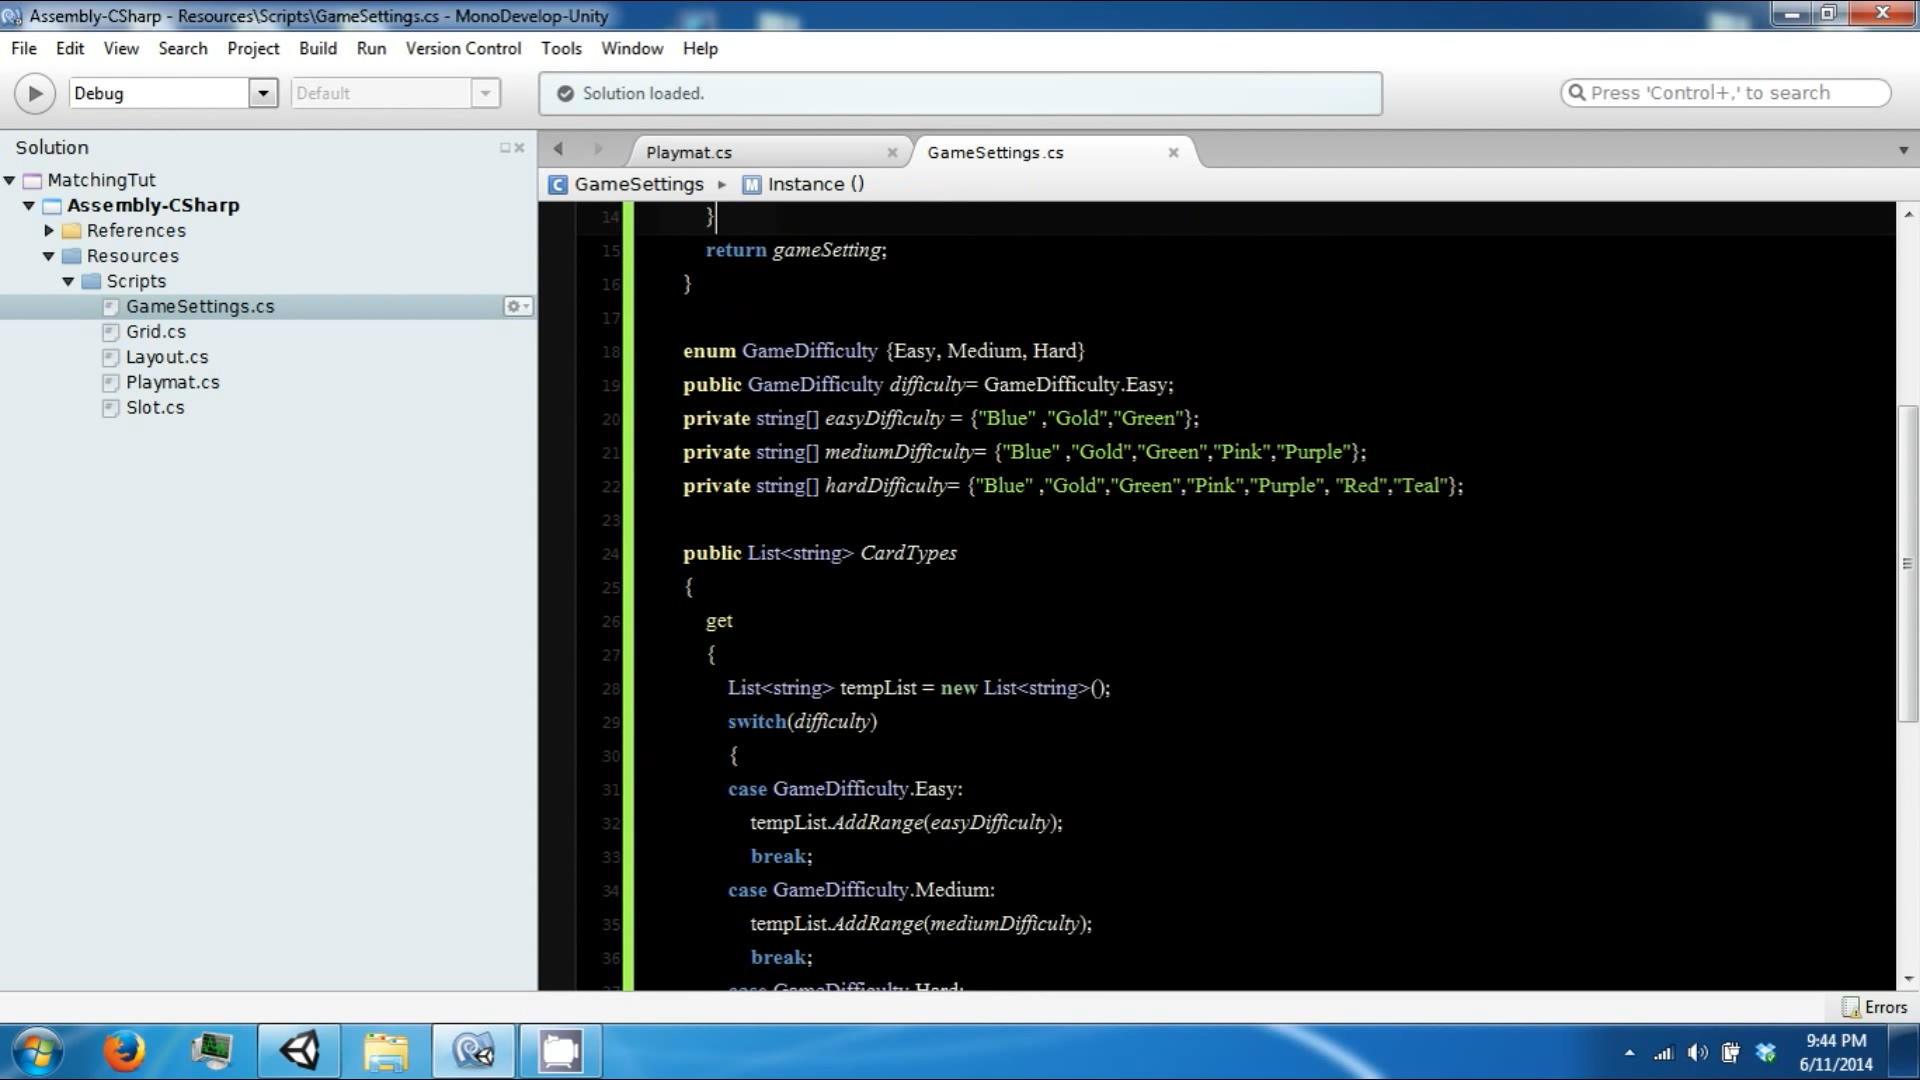 Assembly-CSharp - Resources\Scripts\GameSettings.cs - MonoDevelop-Unity
File Edit View Search Project Build Run Version Control Tools Window Help
Debug Default Solution loaded. Press 'Control+,' to search
Solution
MatchingTut
Assembly-CSharp
References
Resources
Scripts
GameSettings.cs
Grid.cs
Layout.cs
Playmat.cs
Slot.cs
Playmat.cs GameSettings.cs
C GameSettings M Instance ()
14 }
15 return gameSetting;
16 }
17
18 enum GameDifficulty {Easy, Medium, Hard}
19 public GameDifficulty difficulty= GameDifficulty.Easy;
20 private string[] easyDifficulty = {"Blue" ,"Gold","Green"};
21 private string[] mediumDifficulty= {"Blue" ,"Gold","Green","Pink","Purple"};
22 private string[] hardDifficulty= {"Blue" ,"Gold","Green","Pink","Purple", "Red","Teal"};
23
24 public List<string> CardTypes
25 {
26 get
27 {
28 List<string> tempList = new List<string>();
29 switch(difficulty)
30 {
31 case GameDifficulty.Easy:
32 tempList.AddRange(easyDifficulty);
33 break;
34 case GameDifficulty.Medium:
35 tempList.AddRange(mediumDifficulty);
36 break;
37 case GameDifficulty.Hard:
Errors
9:44 PM
6/11/2014